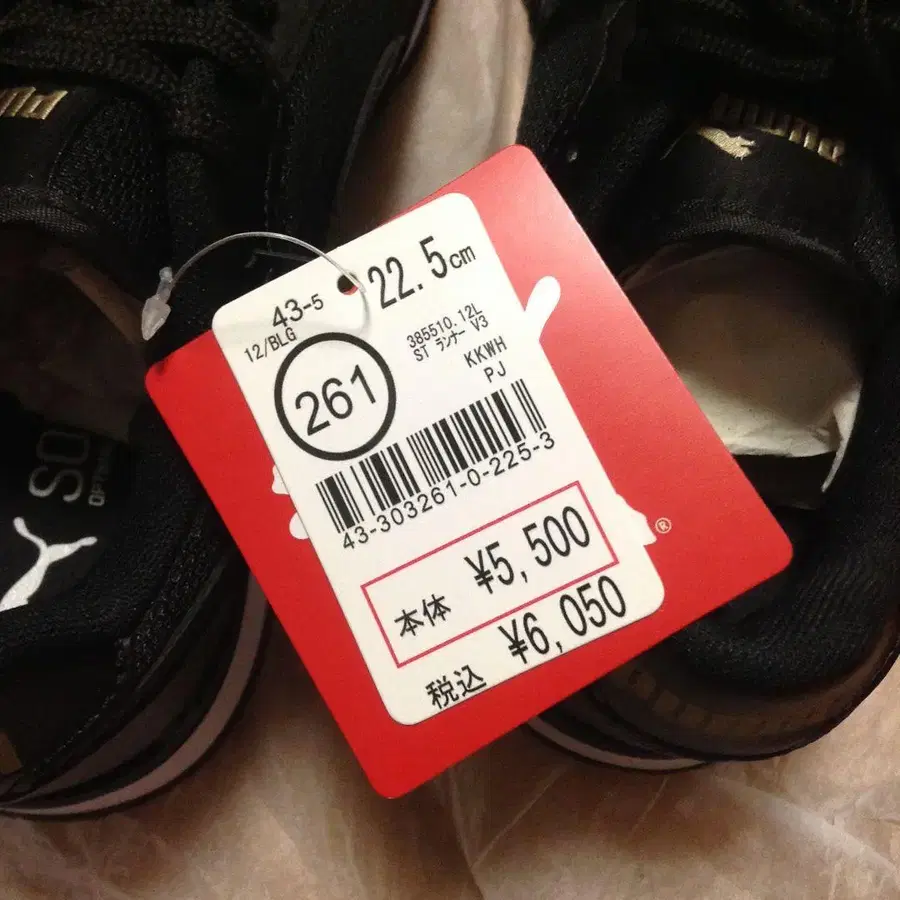 43-5
22.5cm
12/BLG
385510.12L
ST ランナー V3
261
KKWH
PJ
43-303261-0-225-3
本体 ¥5,500
税込 ¥6,050
®
PUMA
SO